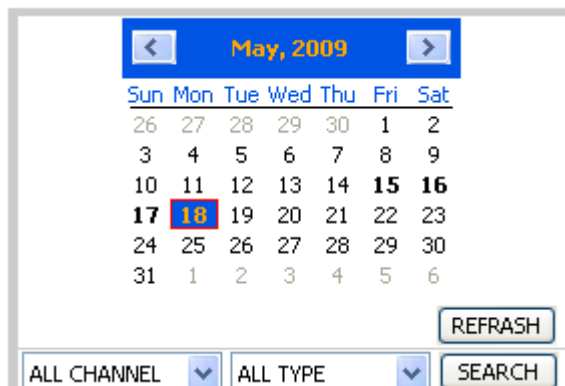 May, 2009
Sun Mon Tue Wed Thu Fri Sat
26 27 28 29 30 1 2
3 4 5 6 7 8 9
10 11 12 13 14 15 16
17 18 19 20 21 22 23
24 25 26 27 28 29 30
31 1 2 3 4 5 6
REFRASH
ALL CHANNEL ALL TYPE SEARCH